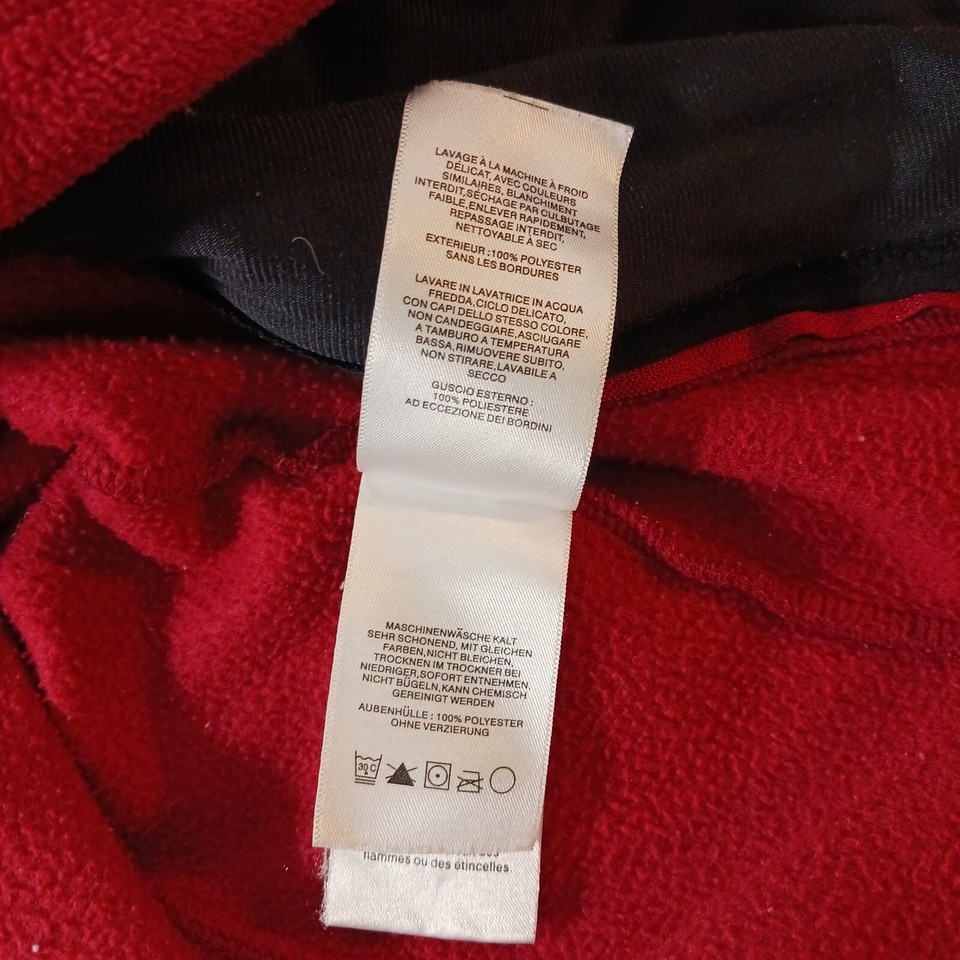 LAVAGE À LA MACHINE À FROID
DÉLICAT, AVEC COULEURS
SIMILAIRES, BLANCHIMENT
INTERDIT,SÉCHAGE PAR CULBUTAGE
FAIBLE,ENLEVER RAPIDEMENT,
REPASSAGE INTERDIT,
NETTOYABLE À SEC
EXTERIEUR :100% POLYESTER
SANS LES BORDURES
LAVARE IN LAVATRICE IN ACQUA
FREDDA,CICLO DELICATO,
CON CAPI DELLO STESSO COLORE,
NON CANDEGGIARE,ASCIUGARE
A TAMBURO A TEMPERATURA
BASSA,RIMUOVERE SUBITO,
NON STIRARE,LAVABILE A
SECCO
GUSCIO ESTERNO :
100% POLIESTERE
AD ECCEZIONE DEI BORDINI
MASCHINENWÄSCHE KALT
SEHR SCHONEND, MIT GLEICHEN
FARBEN,NICHT BLEICHEN,
TROCKNEN IM TROCKNER BEI
NIEDRIGER,SOFORT ENTNEHMEN,
NICHT BÜGELN,KANN CHEMISCH
GEREINIGT WERDEN
AUBENHÜLLE : 100% POLYESTER
OHNE VERZIERUNG
30 C
flammes ou des étincelles.